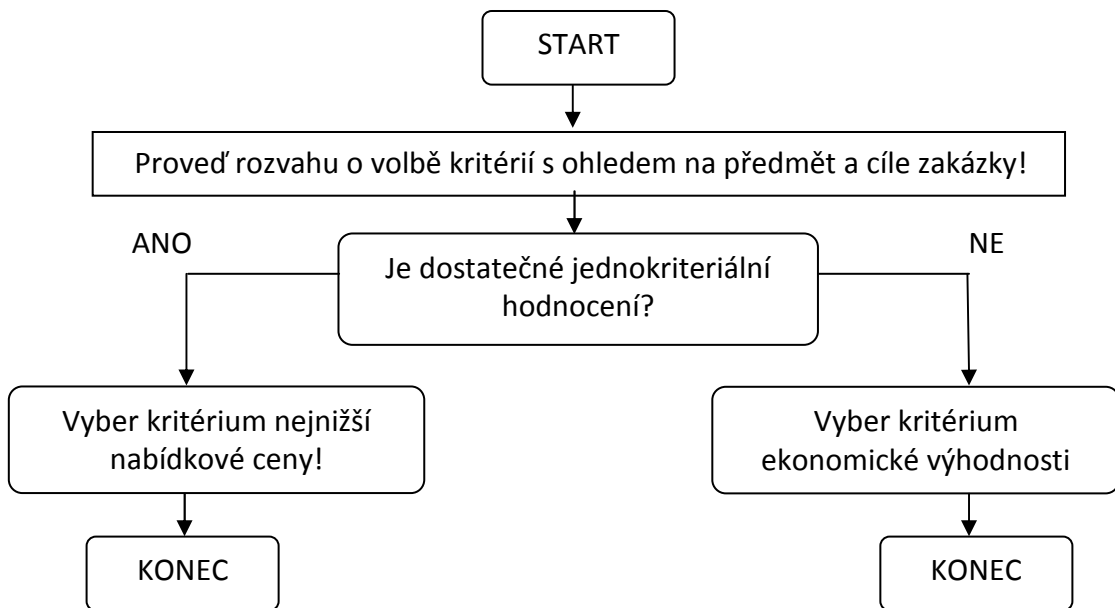 START
Proveď rozvahu o volbě kritérií s ohledem na předmět a cíle zakázky!
ANO
NE
Je dostatečné jednokriteriální
hodnocení?
Vyber kritérium nejnižší
nabídkové ceny!
Vyber kritérium
ekonomické výhodnosti
KONEC
KONEC